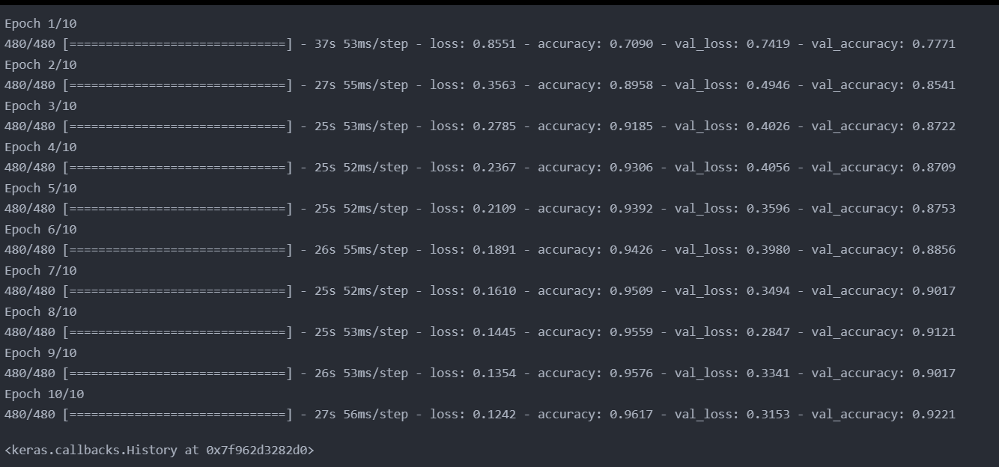 Epoch 1/10
480/480 [==============================] - 37s 53ms/step - loss: 0.8551 - accuracy: 0.7090 - val_loss: 0.7419 - val_accuracy: 0.7771
Epoch 2/10
480/480 [==============================] - 27s 55ms/step - loss: 0.3563 - accuracy: 0.8958 - val_loss: 0.4946 - val_accuracy: 0.8541
Epoch 3/10
480/480 [==============================] - 25s 53ms/step - loss: 0.2785 - accuracy: 0.9185 - val_loss: 0.4026 - val_accuracy: 0.8722
Epoch 4/10
480/480 [==============================] - 25s 52ms/step - loss: 0.2367 - accuracy: 0.9306 - val_loss: 0.4056 - val_accuracy: 0.8709
Epoch 5/10
480/480 [==============================] - 25s 52ms/step - loss: 0.2109 - accuracy: 0.9392 - val_loss: 0.3596 - val_accuracy: 0.8753
Epoch 6/10
480/480 [==============================] - 26s 55ms/step - loss: 0.1891 - accuracy: 0.9426 - val_loss: 0.3980 - val_accuracy: 0.8856
Epoch 7/10
480/480 [==============================] - 25s 52ms/step - loss: 0.1610 - accuracy: 0.9509 - val_loss: 0.3494 - val_accuracy: 0.9017
Epoch 8/10
480/480 [==============================] - 25s 53ms/step - loss: 0.1445 - accuracy: 0.9559 - val_loss: 0.2847 - val_accuracy: 0.9121
Epoch 9/10
480/480 [==============================] - 26s 53ms/step - loss: 0.1354 - accuracy: 0.9576 - val_loss: 0.3341 - val_accuracy: 0.9017
Epoch 10/10
480/480 [==============================] - 27s 56ms/step - loss: 0.1242 - accuracy: 0.9617 - val_loss: 0.3153 - val_accuracy: 0.9221
<keras.callbacks.History at 0x7f962d3282d0>